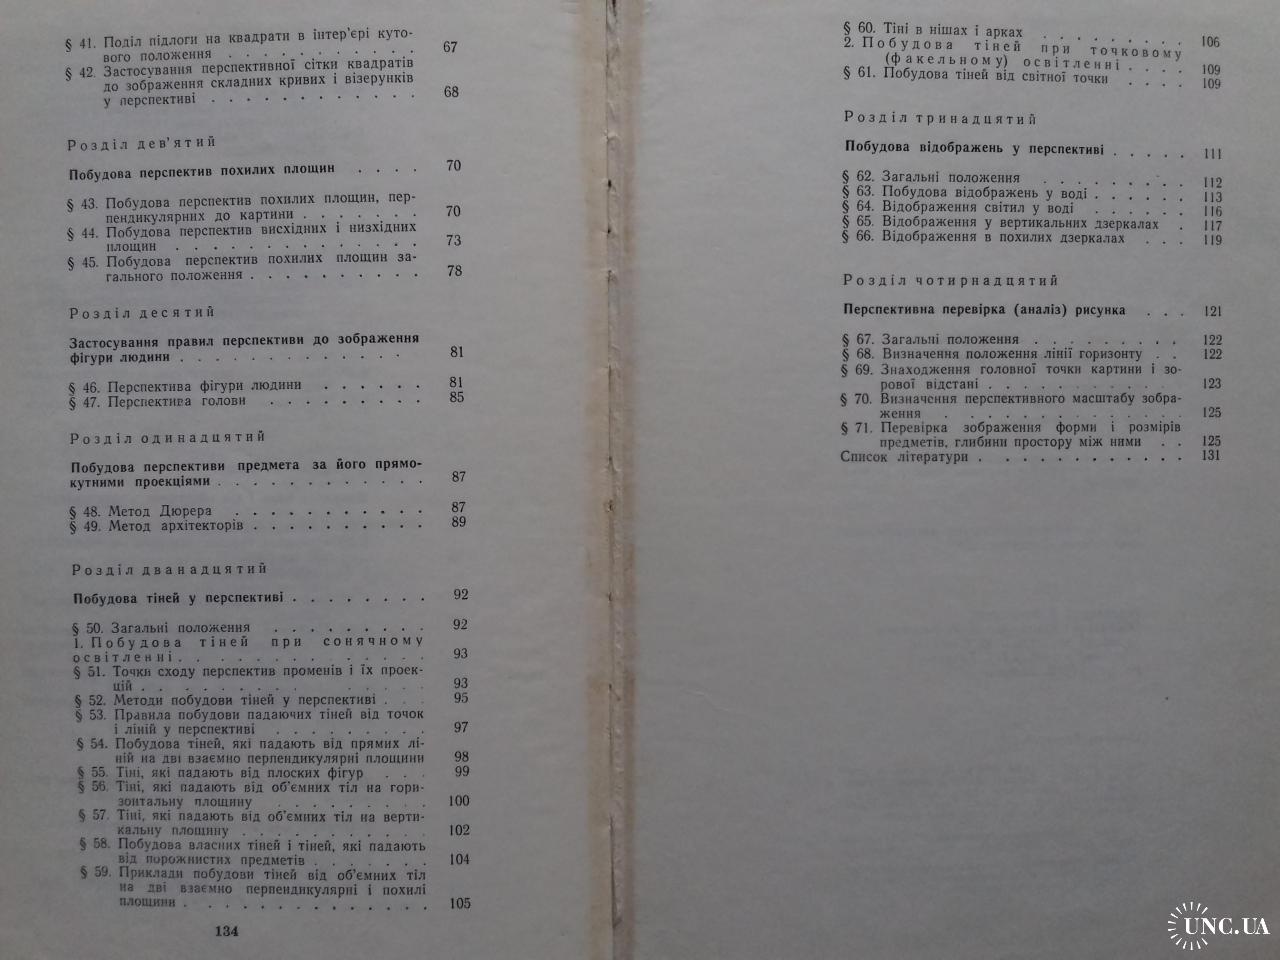 § 41. Поділ підлоги на квадрати в інтер'єрі куто-
вого положення . . . . . . . . . . 67
§ 42. Застосування перспективної сітки квадратів
до зображення складних кривих і візерунків
у перспективі . . . . . . . . . . . 68
Розділ дев'ятий
Побудова перспектив похилих площин . . . . 70
§ 43. Побудова перспектив похилих площин, пер-
пендикулярних до картини . . . . . . . 70
§ 44. Побудова перспектив висхідних і низхідних
площин . . . . . . . . . . . . . 73
§ 45. Побудова перспектив похилих площин за-
гального положення . . . . . . . . . . 78
Розділ десятий
Застосування правил перспективи до зображення
фігури людини . . . . . . . . . . . . 81
§ 46. Перспектива фігури людини . . . . . . 81
§ 47. Перспектива голови . . . . . . . . . 85
Розділ одинадцятий
Побудова перспективи предмета за його прямо-
кутними проекціями . . . . . . . . . . . . 87
§ 48. Метод Дюрера . . . . . . . . . . . 87
§ 49. Метод архітекторів . . . . . . . . . . 89
Розділ дванадцятий
Побудова тіней у перспективі . . . . . . . . 92
§ 50. Загальні положення . . . . . . . . . 92
1. Побудова тіней при сонячному
освітленні . . . . . . . . . . . . . 93
§ 51. Точки сходу перспектив променів і їх проек-
цій . . . . . . . . . . . . . 93
§ 52. Методи побудови тіней у перспективі . . . 95
§ 53. Правила побудови падаючих тіней від точок
і ліній у перспективі . . . . . . . . . 97
§ 54. Побудова тіней, які падають від прямих лі-
ній на дві взаємно перпендикулярні площини 98
§ 55. Тіні, які падають від плоских фігур . . . 99
§ 56. Тіні, які падають від об'ємних тіл на гори-
зонтальну площину . . . . . . . . . 100
§ 57. Тіні, які падають від об'ємних тіл на верти-
кальну площину . . . . . . . . . . . 102
§ 58. Побудова власних тіней і тіней, які падають
від порожнистих предметів . . . . . . . 104
§ 59. Приклади побудови тіней від об'ємних тіл
на дві взаємно перпендикулярні і похилі
площини . . . . . . . . . . . . . . 105
134
§ 60. Тіні в нішах і арках . . . . . . . . . 106
2. Побудова тіней при точковому
(факельному) освітленні . . . . 109
§ 61. Побудова тіней від світної точки . . . . 109
Розділ тринадцятий
Побудова відображень у перспективі . . . . . 111
§ 62. Загальні положення . . . . . . . . . 112
§ 63. Побудова відображень у воді . . . . . . 113
§ 64. Відображення світил у воді . . . . . . 116
§ 65. Відображення у вертикальних дзеркалах . 117
§ 66. Відображення в похилих дзеркалах . . . 119
Розділ чотирнадцятий
Перспективна перевірка (аналіз) рисунка . . . 121
§ 67. Загальні положення . . . . . . . . . 122
§ 68. Визначення положення лінії горизонту . . 122
§ 69. Знаходження головної точки картини і зо-
рової відстані . . . . . . . . . . . 123
§ 70. Визначення перспективного масштабу зобра-
ження . . . . . . . . . . . . . 125
§ 71. Перевірка зображення форми і розмірів
предметів, глибини простору між ними . . 125
Список літератури . . . . . . . . . . . 131
UNC.UA